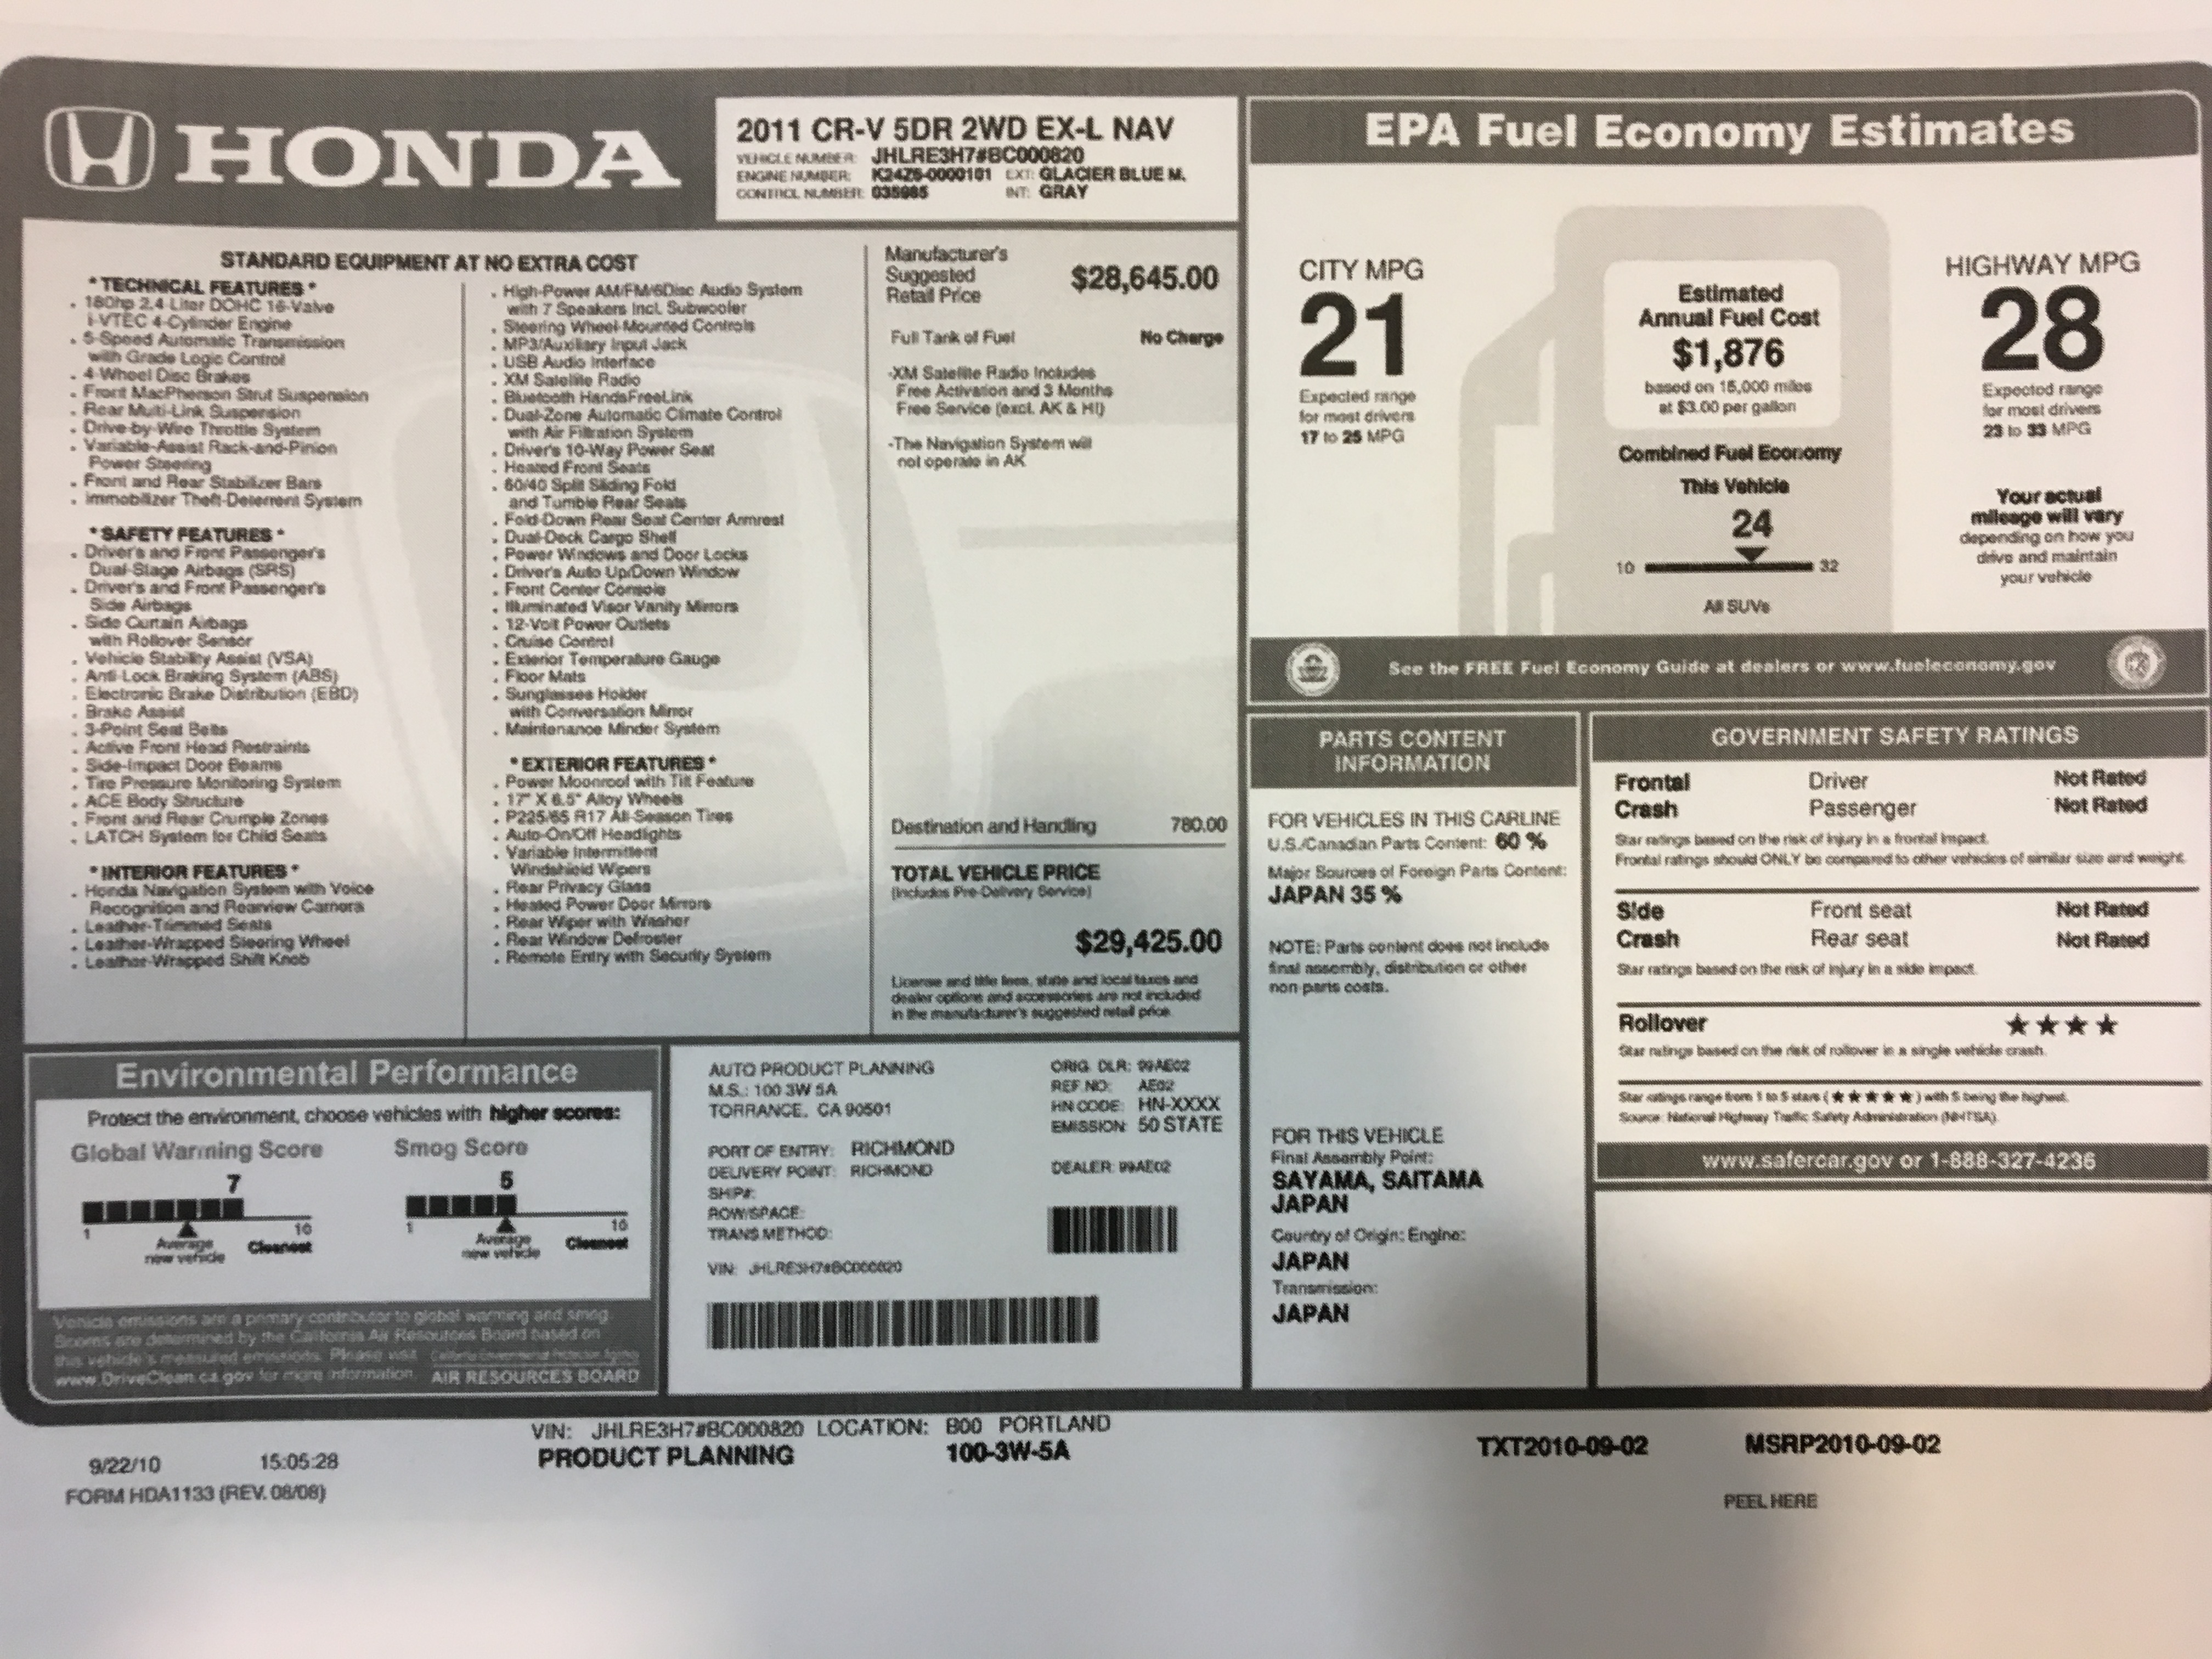 HONDA
2011 CR-V 5DR 2WD EX-L NAV
VEHICLE NUMBER: JHLRE3H7#BC000820
ENGINE NUMBER: K24Z6-0000101 EXT: GLACIER BLUE M.
CONTROL NUMBER: 035985 INT: GRAY
STANDARD EQUIPMENT AT NO EXTRA COST
* TECHNICAL FEATURES *
• 180hp 2.4 Liter DOHC 16-Valve
i-VTEC 4-Cylinder Engine
• 5-Speed Automatic Transmission
with Grade Logic Control
• 4-Wheel Disc Brakes
• Front MacPherson Strut Suspension
• Rear Multi-Link Suspension
• Drive-by-Wire Throttle System
• Variable-Assist Rack-and-Pinion
Power Steering
• Front and Rear Stabilizer Bars
• Immobilizer Theft-Deterrent System
* SAFETY FEATURES *
• Driver's and Front Passenger's
Dual-Stage Airbags (SRS)
• Driver's and Front Passenger's
Side Airbags
• Side Curtain Airbags
with Rollover Sensor
• Vehicle Stability Assist (VSA)
• Anti-Lock Braking System (ABS)
• Electronic Brake Distribution (EBD)
• Brake Assist
• 3-Point Seat Belts
• Active Front Head Restraints
• Side-Impact Door Beams
• Tire Pressure Monitoring System
• ACE Body Structure
• Front and Rear Crumple Zones
• LATCH System for Child Seats
* INTERIOR FEATURES *
• Honda Navigation System with Voice
Recognition and Rearview Camera
• Leather-Trimmed Seats
• Leather-Wrapped Steering Wheel
• Leather-Wrapped Shift Knob
• High-Power AM/FM/6Disc Audio System
with 7 Speakers Incl. Subwoofer
• Steering Wheel-Mounted Controls
• MP3/Auxiliary Input Jack
• USB Audio Interface
• XM Satellite Radio
• Bluetooth HandsFreeLink
• Dual-Zone Automatic Climate Control
with Air Filtration System
• Driver's 10-Way Power Seat
• Heated Front Seats
• 60/40 Split Sliding Fold
and Tumble Rear Seats
• Fold-Down Rear Seat Center Armrest
• Dual-Deck Cargo Shelf
• Power Windows and Door Locks
• Driver's Auto Up/Down Window
• Front Center Console
• Illuminated Visor Vanity Mirrors
• 12-Volt Power Outlets
• Cruise Control
• Exterior Temperature Gauge
• Floor Mats
• Sunglasses Holder
with Conversation Mirror
• Maintenance Minder System
* EXTERIOR FEATURES *
• Power Moonroof with Tilt Feature
• 17" X 6.5" Alloy Wheels
• P225/65 R17 All-Season Tires
• Auto-On/Off Headlights
• Variable Intermittent
Windshield Wipers
• Rear Privacy Glass
• Heated Power Door Mirrors
• Rear Wiper with Washer
• Rear Window Defroster
• Remote Entry with Security System
Manufacturer's
Suggested
Retail Price $28,645.00
Full Tank of Fuel No Charge
-XM Satellite Radio Includes
Free Activation and 3 Months
Free Service (excl. AK & HI)
-The Navigation System will
not operate in AK
Destination and Handling 780.00
TOTAL VEHICLE PRICE
(Includes Pre-Delivery Service)
$29,425.00
License and title fees, state and local taxes and
dealer options and accessories are not included
in the manufacturer's suggested retail price.
EPA Fuel Economy Estimates
CITY MPG
21
Expected range
for most drivers
17 to 25 MPG
Estimated
Annual Fuel Cost
$1,876
based on 15,000 miles
at $3.00 per gallon
Combined Fuel Economy
This Vehicle
24
10 32
All SUVs
HIGHWAY MPG
28
Expected range
for most drivers
23 to 33 MPG
Your actual
mileage will vary
depending on how you
drive and maintain
your vehicle
See the FREE Fuel Economy Guide at dealers or www.fueleconomy.gov
PARTS CONTENT
INFORMATION
FOR VEHICLES IN THIS CARLINE
U.S./Canadian Parts Content: 60 %
Major Sources of Foreign Parts Content:
JAPAN 35 %
NOTE: Parts content does not include
final assembly, distribution or other
non-parts costs.
FOR THIS VEHICLE
Final Assembly Point:
SAYAMA, SAITAMA
JAPAN
Country of Origin: Engine:
JAPAN
Transmission:
JAPAN
GOVERNMENT SAFETY RATINGS
Frontal Driver Not Rated
Crash Passenger Not Rated
Star ratings based on the risk of injury in a frontal impact.
Frontal ratings should ONLY be compared to other vehicles of similar size and weight.
Side Front seat Not Rated
Crash Rear seat Not Rated
Star ratings based on the risk of injury in a side impact.
Rollover ★★★★
Star ratings based on the risk of rollover in a single vehicle crash.
Star ratings range from 1 to 5 stars (★★★★★) with 5 being the highest.
Source: National Highway Traffic Safety Administration (NHTSA).
www.safercar.gov or 1-888-327-4236
Environmental Performance
Protect the environment, choose vehicles with higher scores:
Global Warming Score Smog Score
7 5
1 10 1 10
Average
new vehicle Cleanest
Average
new vehicle Cleanest
Vehicle emissions are a primary contributor to global warming and smog.
Scores are determined by the California Air Resources Board based on
this vehicle's measured emissions. Please visit
www.DriveClean.ca.gov for more information. AIR RESOURCES BOARD
AUTO PRODUCT PLANNING
M.S.: 100 3W 5A
TORRANCE, CA 90501
PORT OF ENTRY: RICHMOND
DELIVERY POINT: RICHMOND
SHIP#:
ROW/SPACE:
TRANS METHOD:
VIN: JHLRE3H7#BC000820
ORIG. DLR: 99AE02
REF NO: AE02
HN CODE: HN-XXXX
EMISSION: 50 STATE
DEALER: 99AE02
VIN: JHLRE3H7#BC000820 LOCATION: B00 PORTLAND
9/22/10 15:05:28 PRODUCT PLANNING 100-3W-5A TXT2010-09-02 MSRP2010-09-02
FORM HDA1133 (REV. 08/08) PEEL HERE